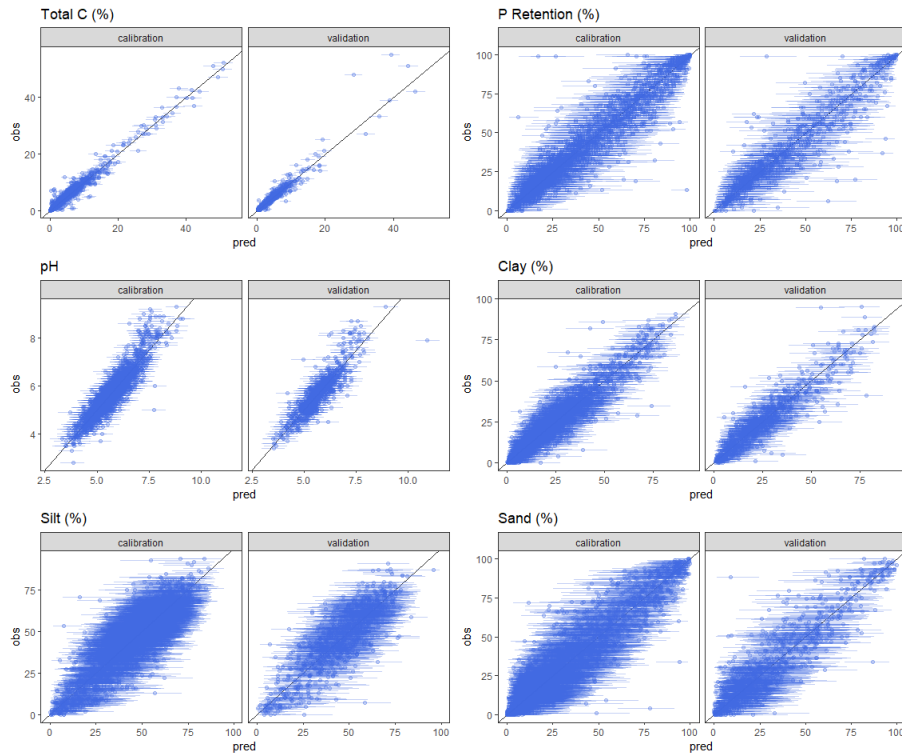 Total C (%)
calibration
validation
obs
40
20
0
0
20
40
0
20
40
pred
P Retention (%)
calibration
validation
obs
100
75
50
25
0
0
25
50
75
100
0
25
50
75
100
pred
pH
calibration
validation
obs
8
6
4
2.5
5.0
7.5
10.0
2.5
5.0
7.5
10.0
pred
Clay (%)
calibration
validation
obs
100
75
50
25
0
0
25
50
75
0
25
50
75
pred
Silt (%)
calibration
validation
obs
75
50
25
0
0
25
50
75
100
0
25
50
75
100
pred
Sand (%)
calibration
validation
obs
100
75
50
25
0
0
25
50
75
100
0
25
50
75
100
pred